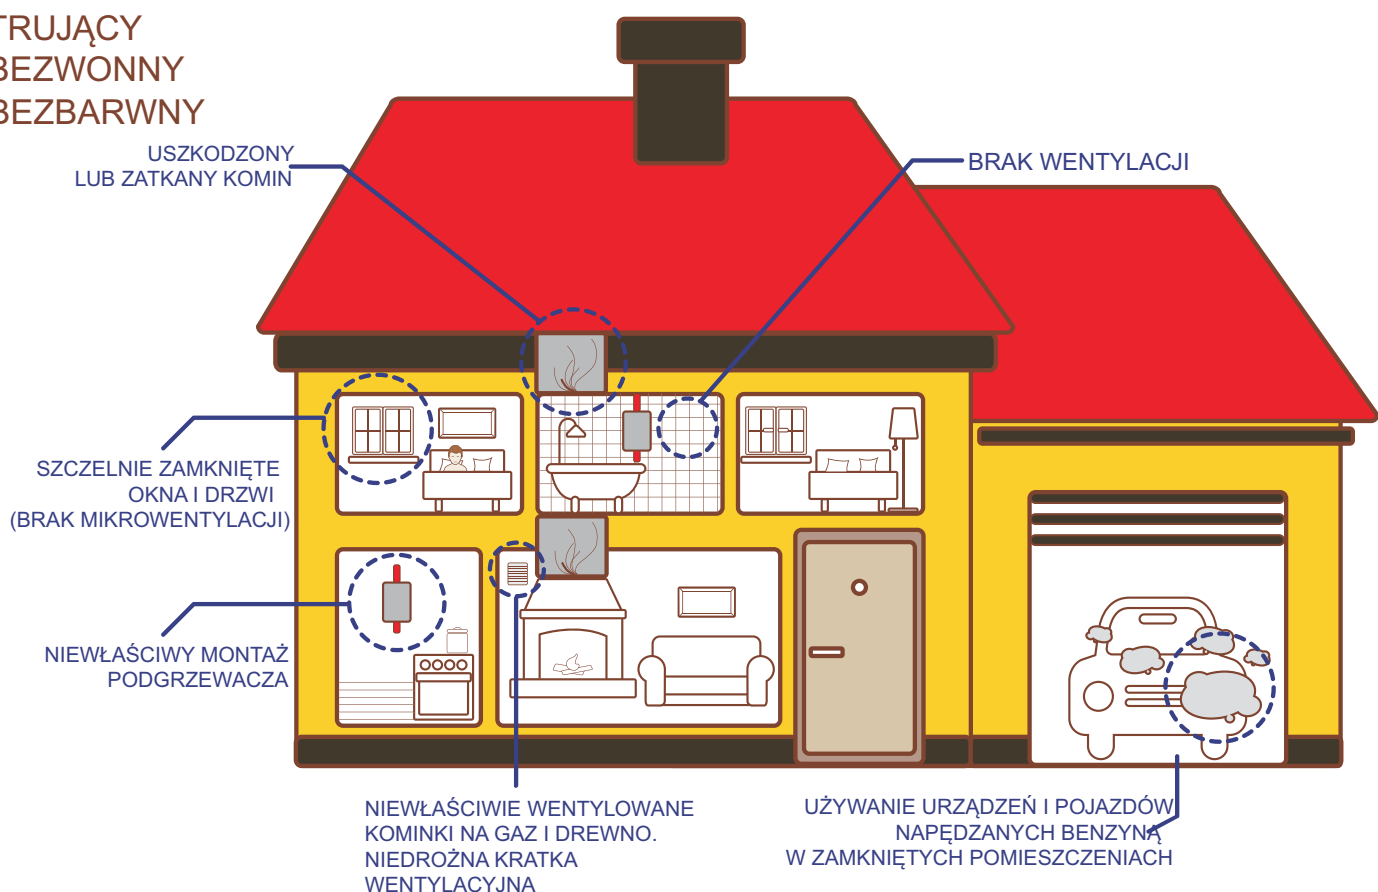 TRUJĄCY
BEZWONNY
BEZBARWNY
USZKODZONY
LUB ZATKANY KOMIN
BRAK WENTYLACJI
SZCZELNIE ZAMKNIĘTE
OKNA I DRZWI
(BRAK MIKROWENTYLACJI)
NIEWŁAŚCIWY MONTAŻ
PODGRZEWACZA
NIEWŁAŚCIWIE WENTYLOWANE
KOMINKI NA GAZ I DREWNO.
NIEDROŻNA KRATKA
WENTYLACYJNA
UŻYWANIE URZĄDZEŃ I POJAZDÓW
NAPĘDZANYCH BENZYNĄ
W ZAMKNIĘTYCH POMIESZCZENIACH